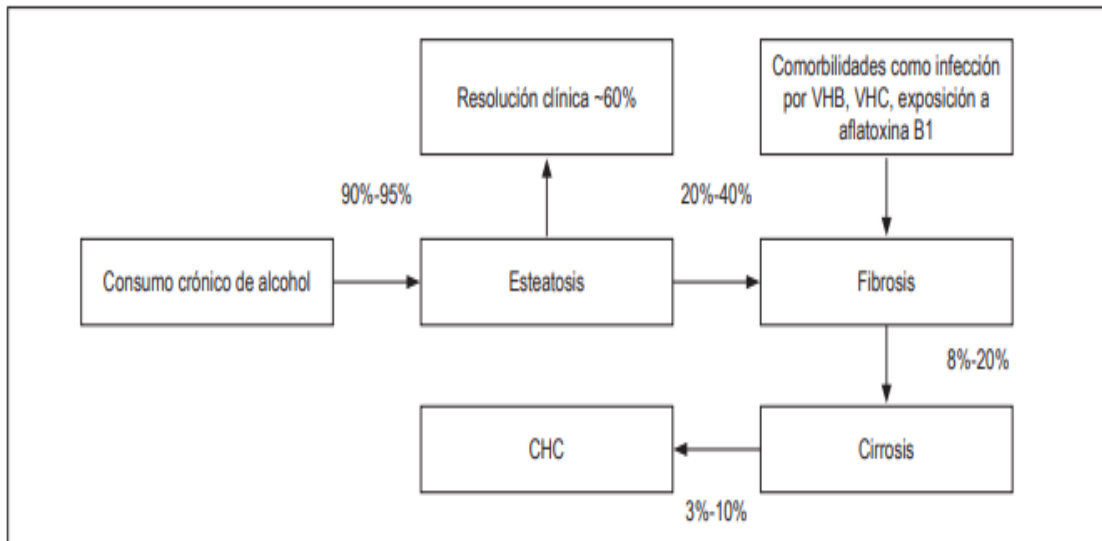 Resolución clínica ~60%
Comorbilidades como infección
por VHB, VHC, exposición a
aflatoxina B1
90%-95%
20%-40%
Consumo crónico de alcohol
Esteatosis
Fibrosis
8%-20%
CHC
Cirrosis
3%-10%